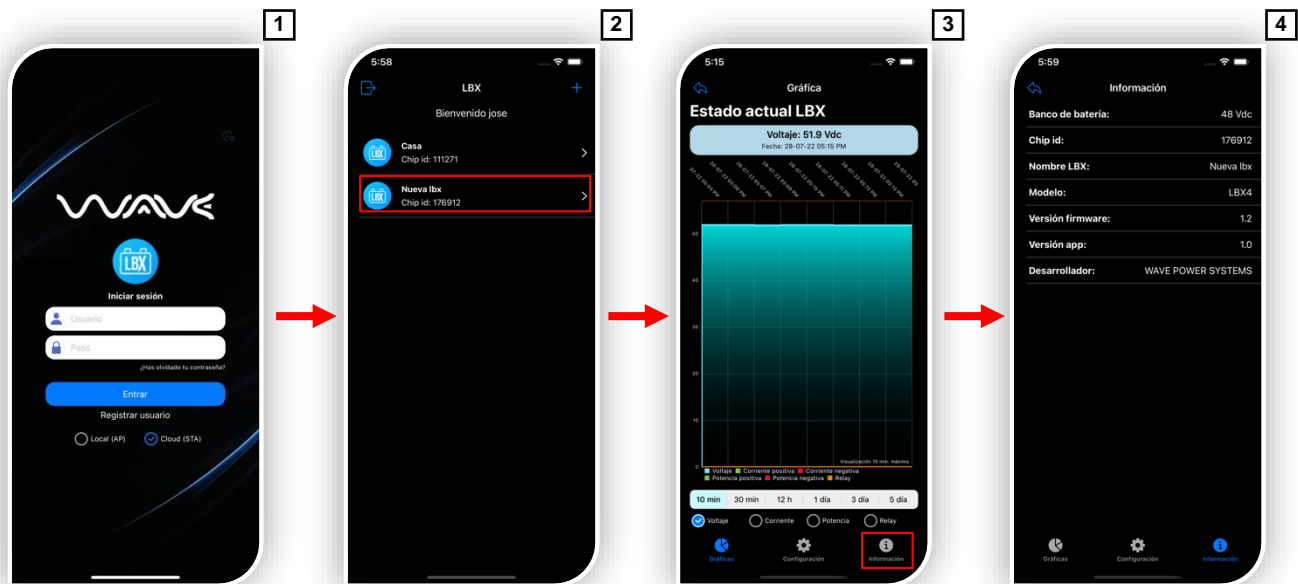 1
WAVE
LBX
Iniciar sesión
Usuario
Pass
¿Has olvidado tu contraseña?
Entrar
Registrar usuario
Local (AP) Cloud (STA)
2
5:58
LBX +
Bienvenido jose
LBX
Casa
Chip id: 111271
LBX
Nueva lbx
Chip id: 176912
3
5:15
Gráfica
Estado actual LBX
Voltaje: 51.9 Vdc
Fecha: 28-07-22 05:15 PM
50
40
30
20
10
0
Visualización 10 min. máximo
Voltaje Corriente positiva Corriente negativa
Potencia positiva Potencia negativa Relay
10 min 30 min 12 h 1 día 3 día 5 día
Voltaje Corriente Potencia Relay
Gráficas Configuración Información
4
5:59
Información
Banco de batería: 48 Vdc
Chip id: 176912
Nombre LBX: Nueva lbx
Modelo: LBX4
Versión firmware: 1.2
Versión app: 1.0
Desarrollador: WAVE POWER SYSTEMS
Gráficas Configuración Información